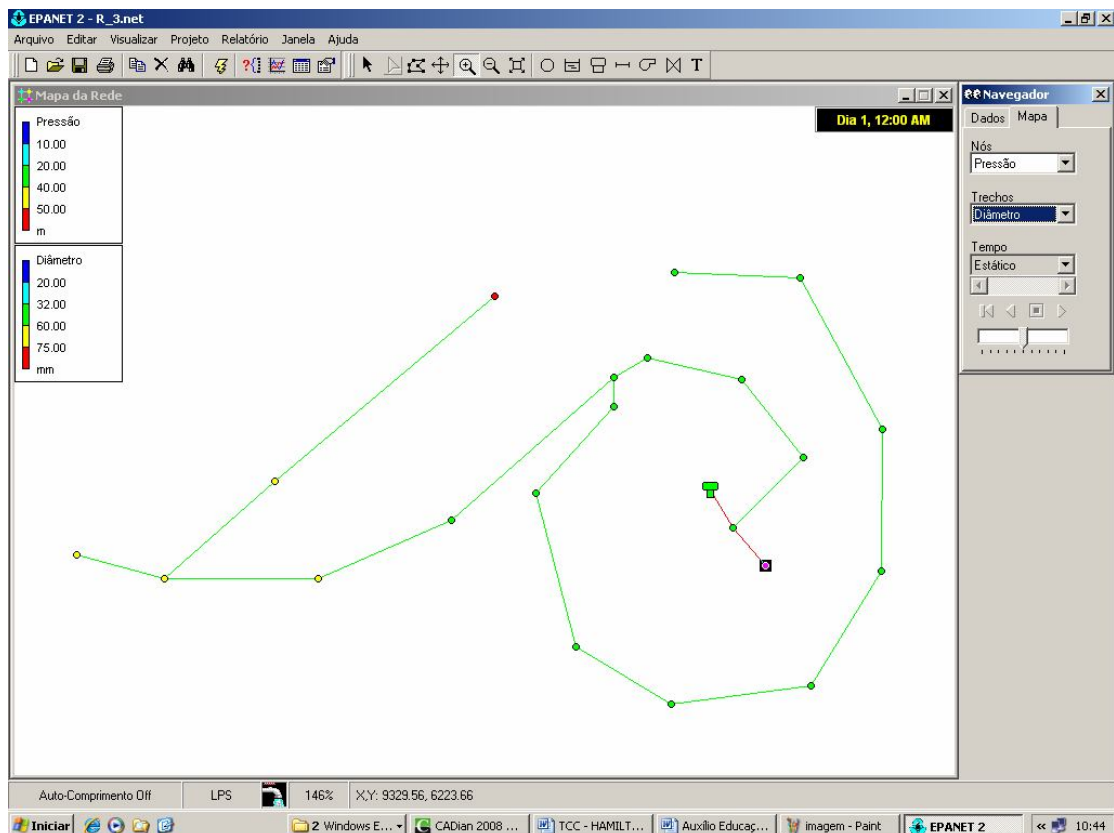 EPANET 2 - R_3.net
Arquivo Editar Visualizar Projeto Relatório Janela Ajuda
T
Mapa da Rede
Pressão
10.00
20.00
40.00
50.00
m
Diâmetro
20.00
32.00
60.00
75.00
mm
Dia 1, 12:00 AM
Navegador
Dados Mapa
Nós
Pressão
Trechos
Diâmetro
Tempo
Estático
Auto-Comprimento Off LPS 146% X,Y: 9329.56, 6223.66
Iniciar 2 Windows E... CADian 2008 ... TCC - HAMILT... Auxílio Educaç... imagem - Paint EPANET 2 10:44